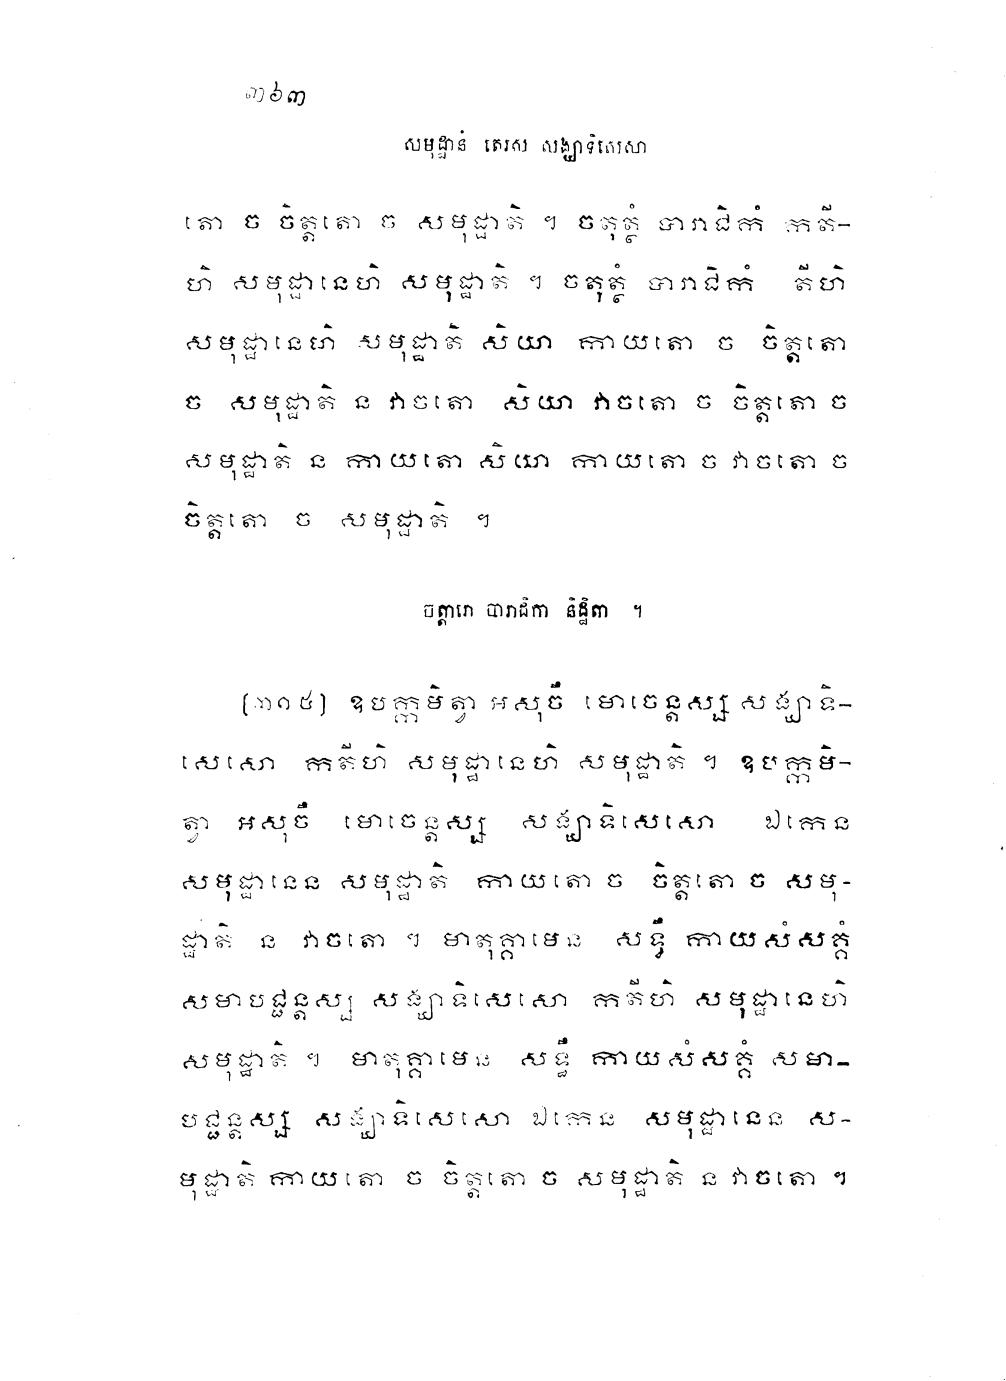 ៣៦៣
សមុដ្ឋានំ តេរស សង្ឃាទិសេសា
តោ ច ចិត្តតោ ច សមុដ្ឋាតិ ។ ចតុត្ថំ បារាជិកំ កតី-
ហិ សមុដ្ឋានេហិ សមុដ្ឋាតិ ។ ចតុត្ថំ បារាជិកំ តីហិ
សមុដ្ឋានេហិ សមុដ្ឋាតិ សិយា កាយតោ ច ចិត្តតោ
ច សមុដ្ឋាតិ ន វាចតោ សិយា វាចតោ ច ចិត្តតោ ច
សមុដ្ឋាតិ ន កាយតោ សិយា កាយតោ ច វាចតោ ច
ចិត្តតោ ច សមុដ្ឋាតិ ។
ចត្តារោ បារាជិកា និដ្ឋិតា ។
[៣១៥] ឧបក្កមិត្វា អសុចឹ មោចេន្តស្ស សង្ឃាទិ-
សេសោ កតីហិ សមុដ្ឋានេហិ សមុដ្ឋាតិ ។ ឧបក្កមិ-
ត្វា អសុចឹ មោចេន្តស្ស សង្ឃាទិសេសោ ឯកេន
សមុដ្ឋានេន សមុដ្ឋាតិ កាយតោ ច ចិត្តតោ ច សមុ-
ដ្ឋាតិ ន វាចតោ ។ មាតុគ្គាមេន សទ្ធឹ កាយសំសគ្គំ
សមាបជ្ជន្តស្ស សង្ឃាទិសេសោ កតីហិ សមុដ្ឋានេហិ
សមុដ្ឋាតិ ។ មាតុគ្គាមេន សទ្ធឹ កាយសំសគ្គំ សមា-
បជ្ជន្តស្ស សង្ឃាទិសេសោ ឯកេន សមុដ្ឋានេន ស-
មុដ្ឋាតិ កាយតោ ច ចិត្តតោ ច សមុដ្ឋាតិ ន វាចតោ ។